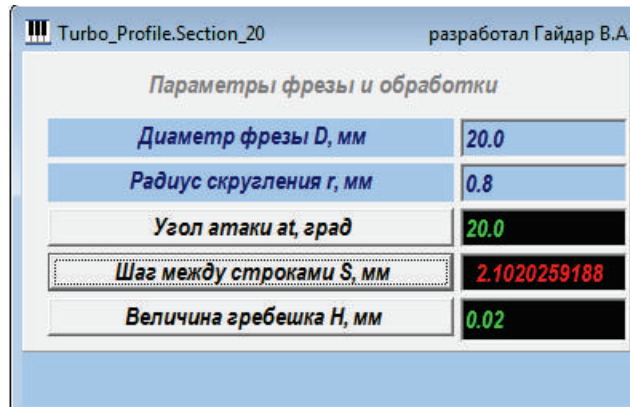 Turbo_Profile.Section_20 разработал Гайдар В.А
Параметры фрезы и обработки
Диаметр фрезы D, мм 20.0
Радиус скругления r, мм 0.8
Угол атаки at, град 20.0
Шаг между строками S, мм 2.1020259188
Величина гребешка H, мм 0.02